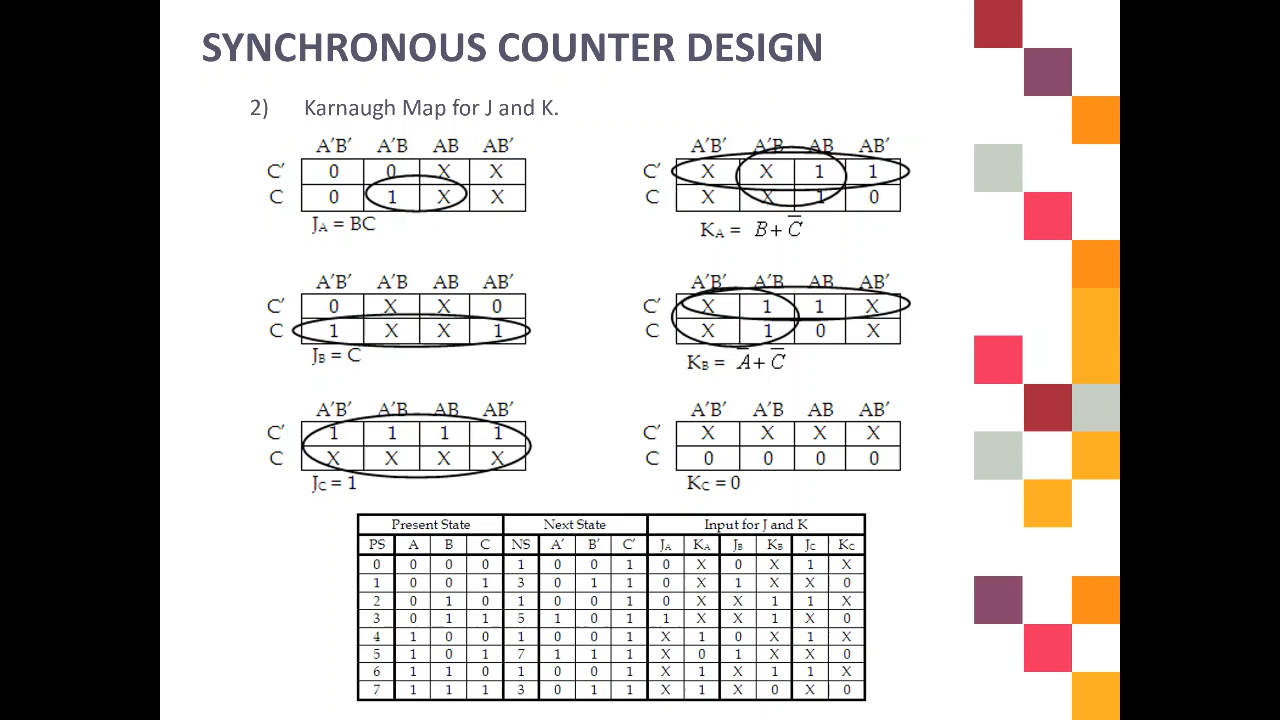 SYNCHRONOUS COUNTER DESIGN
2) Karnaugh Map for J and K.
A'B' A'B AB AB'
C' 0 0 X X
C 0 1 X X
JA = BC
A'B' A'B AB AB'
C' X X 1 1
C X X 1 0
KA = B + C̅
A'B' A'B AB AB'
C' 0 X X 0
C 1 X X 1
JB = C
A'B' A'B AB AB'
C' X 1 1 X
C X 1 0 X
KB = A̅ + C̅
A'B' A'B AB AB'
C' 1 1 1 1
C X X X X
JC = 1
A'B' A'B AB AB'
C' X X X X
C 0 0 0 0
KC = 0
Present State Next State Input for J and K
PS A B C NS A' B' C' JA KA JB KB JC KC
0 0 0 0 1 0 0 1 0 X 0 X 1 X
1 0 0 1 3 0 1 1 0 X 1 X X 0
2 0 1 0 1 0 0 1 0 X X 1 1 X
3 0 1 1 5 1 0 1 1 X X 1 X 0
4 1 0 0 1 0 0 1 X 1 0 X 1 X
5 1 0 1 7 1 1 1 X 0 1 X X 0
6 1 1 0 1 0 0 1 X 1 X 1 1 X
7 1 1 1 3 0 1 1 X 1 X 0 X 0